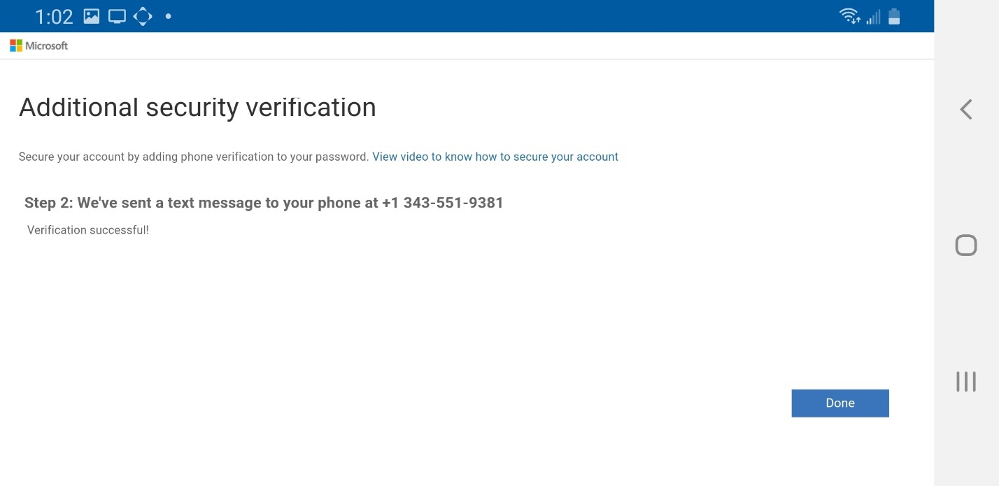 1:02
Microsoft
Additional security verification
Secure your account by adding phone verification to your password. View video to know how to secure your account
Step 2: We've sent a text message to your phone at +1 343-551-9381
Verification successful!
Done